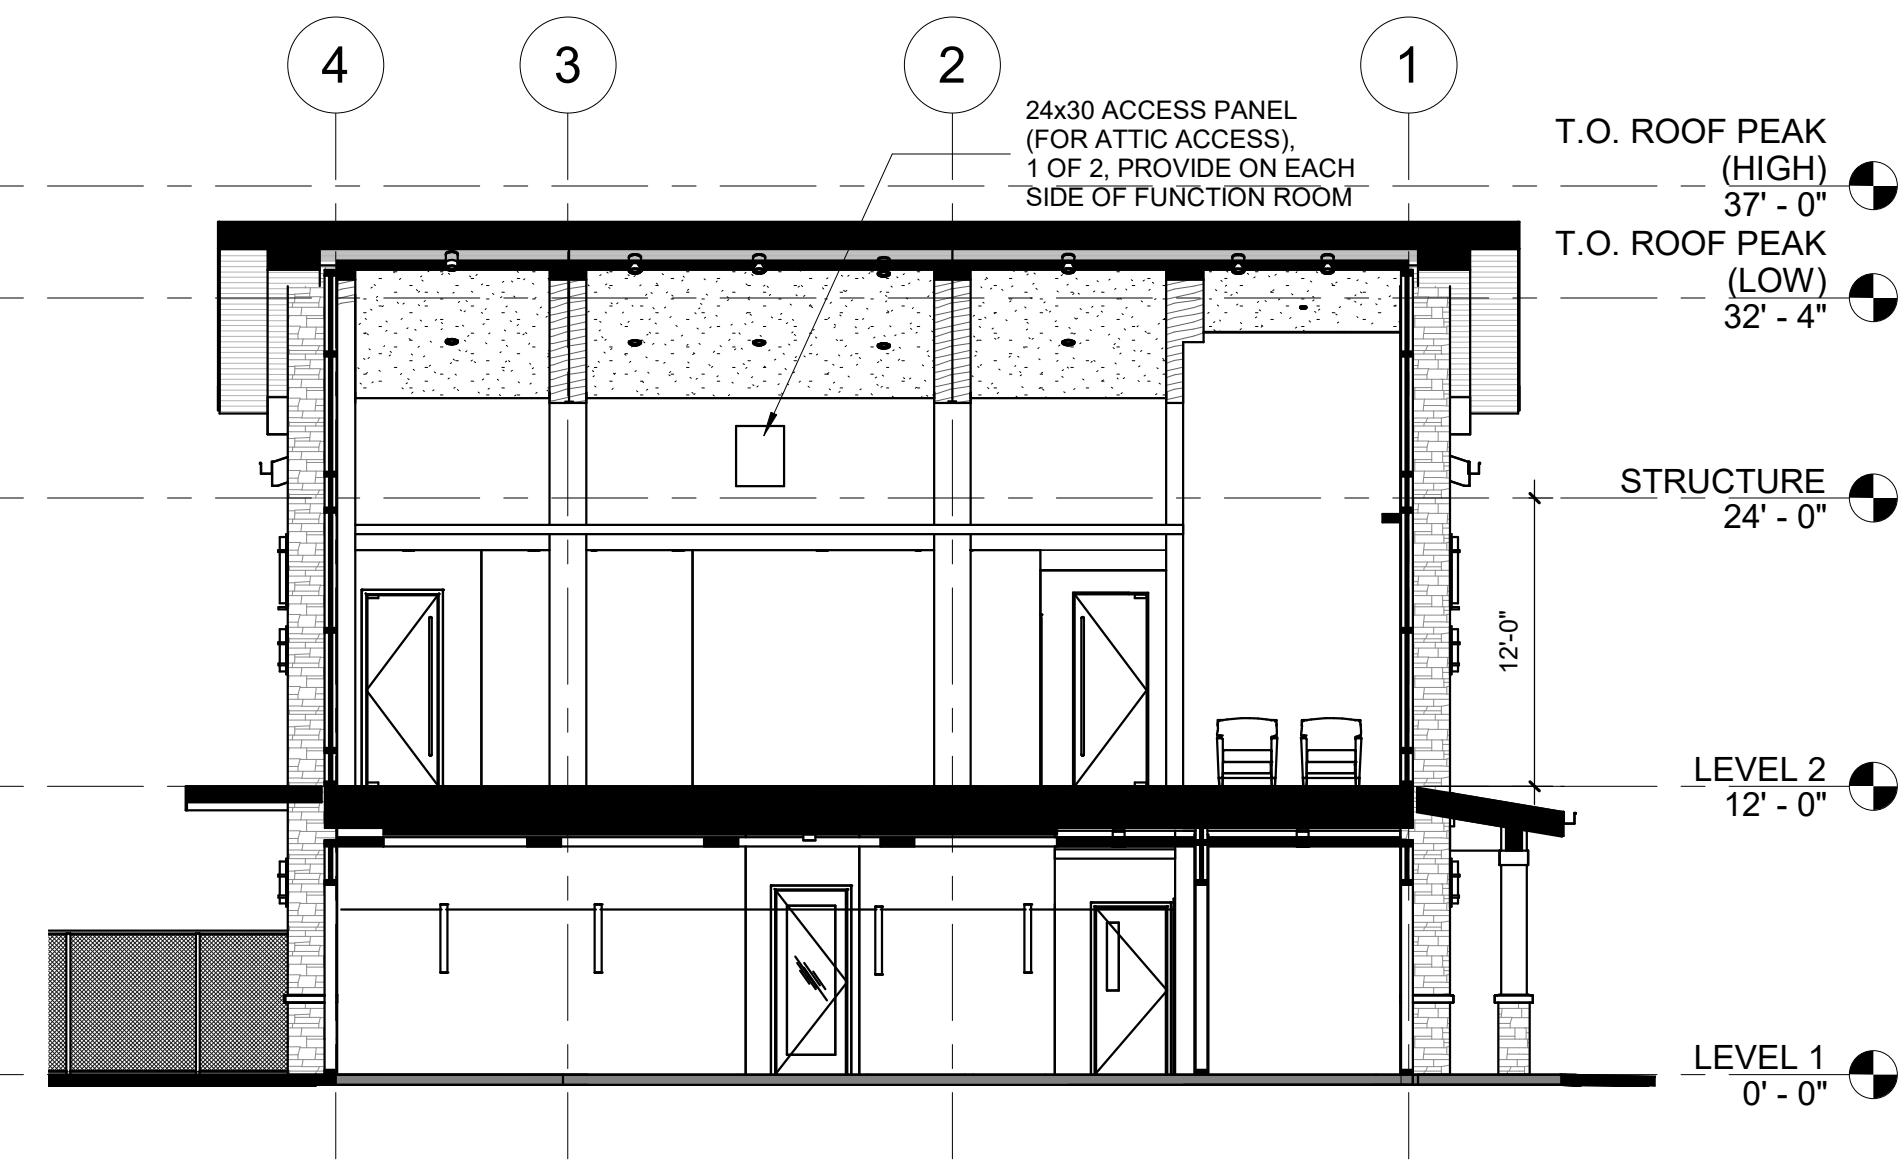 4
3
2
1
24x30 ACCESS PANEL
(FOR ATTIC ACCESS),
1 OF 2, PROVIDE ON EACH
SIDE OF FUNCTION ROOM
T.O. ROOF PEAK
(HIGH)
37' - 0"
T.O. ROOF PEAK
(LOW)
32' - 4"
STRUCTURE
24' - 0"
12'-0"
LEVEL 2
12' - 0"
LEVEL 1
0' - 0"